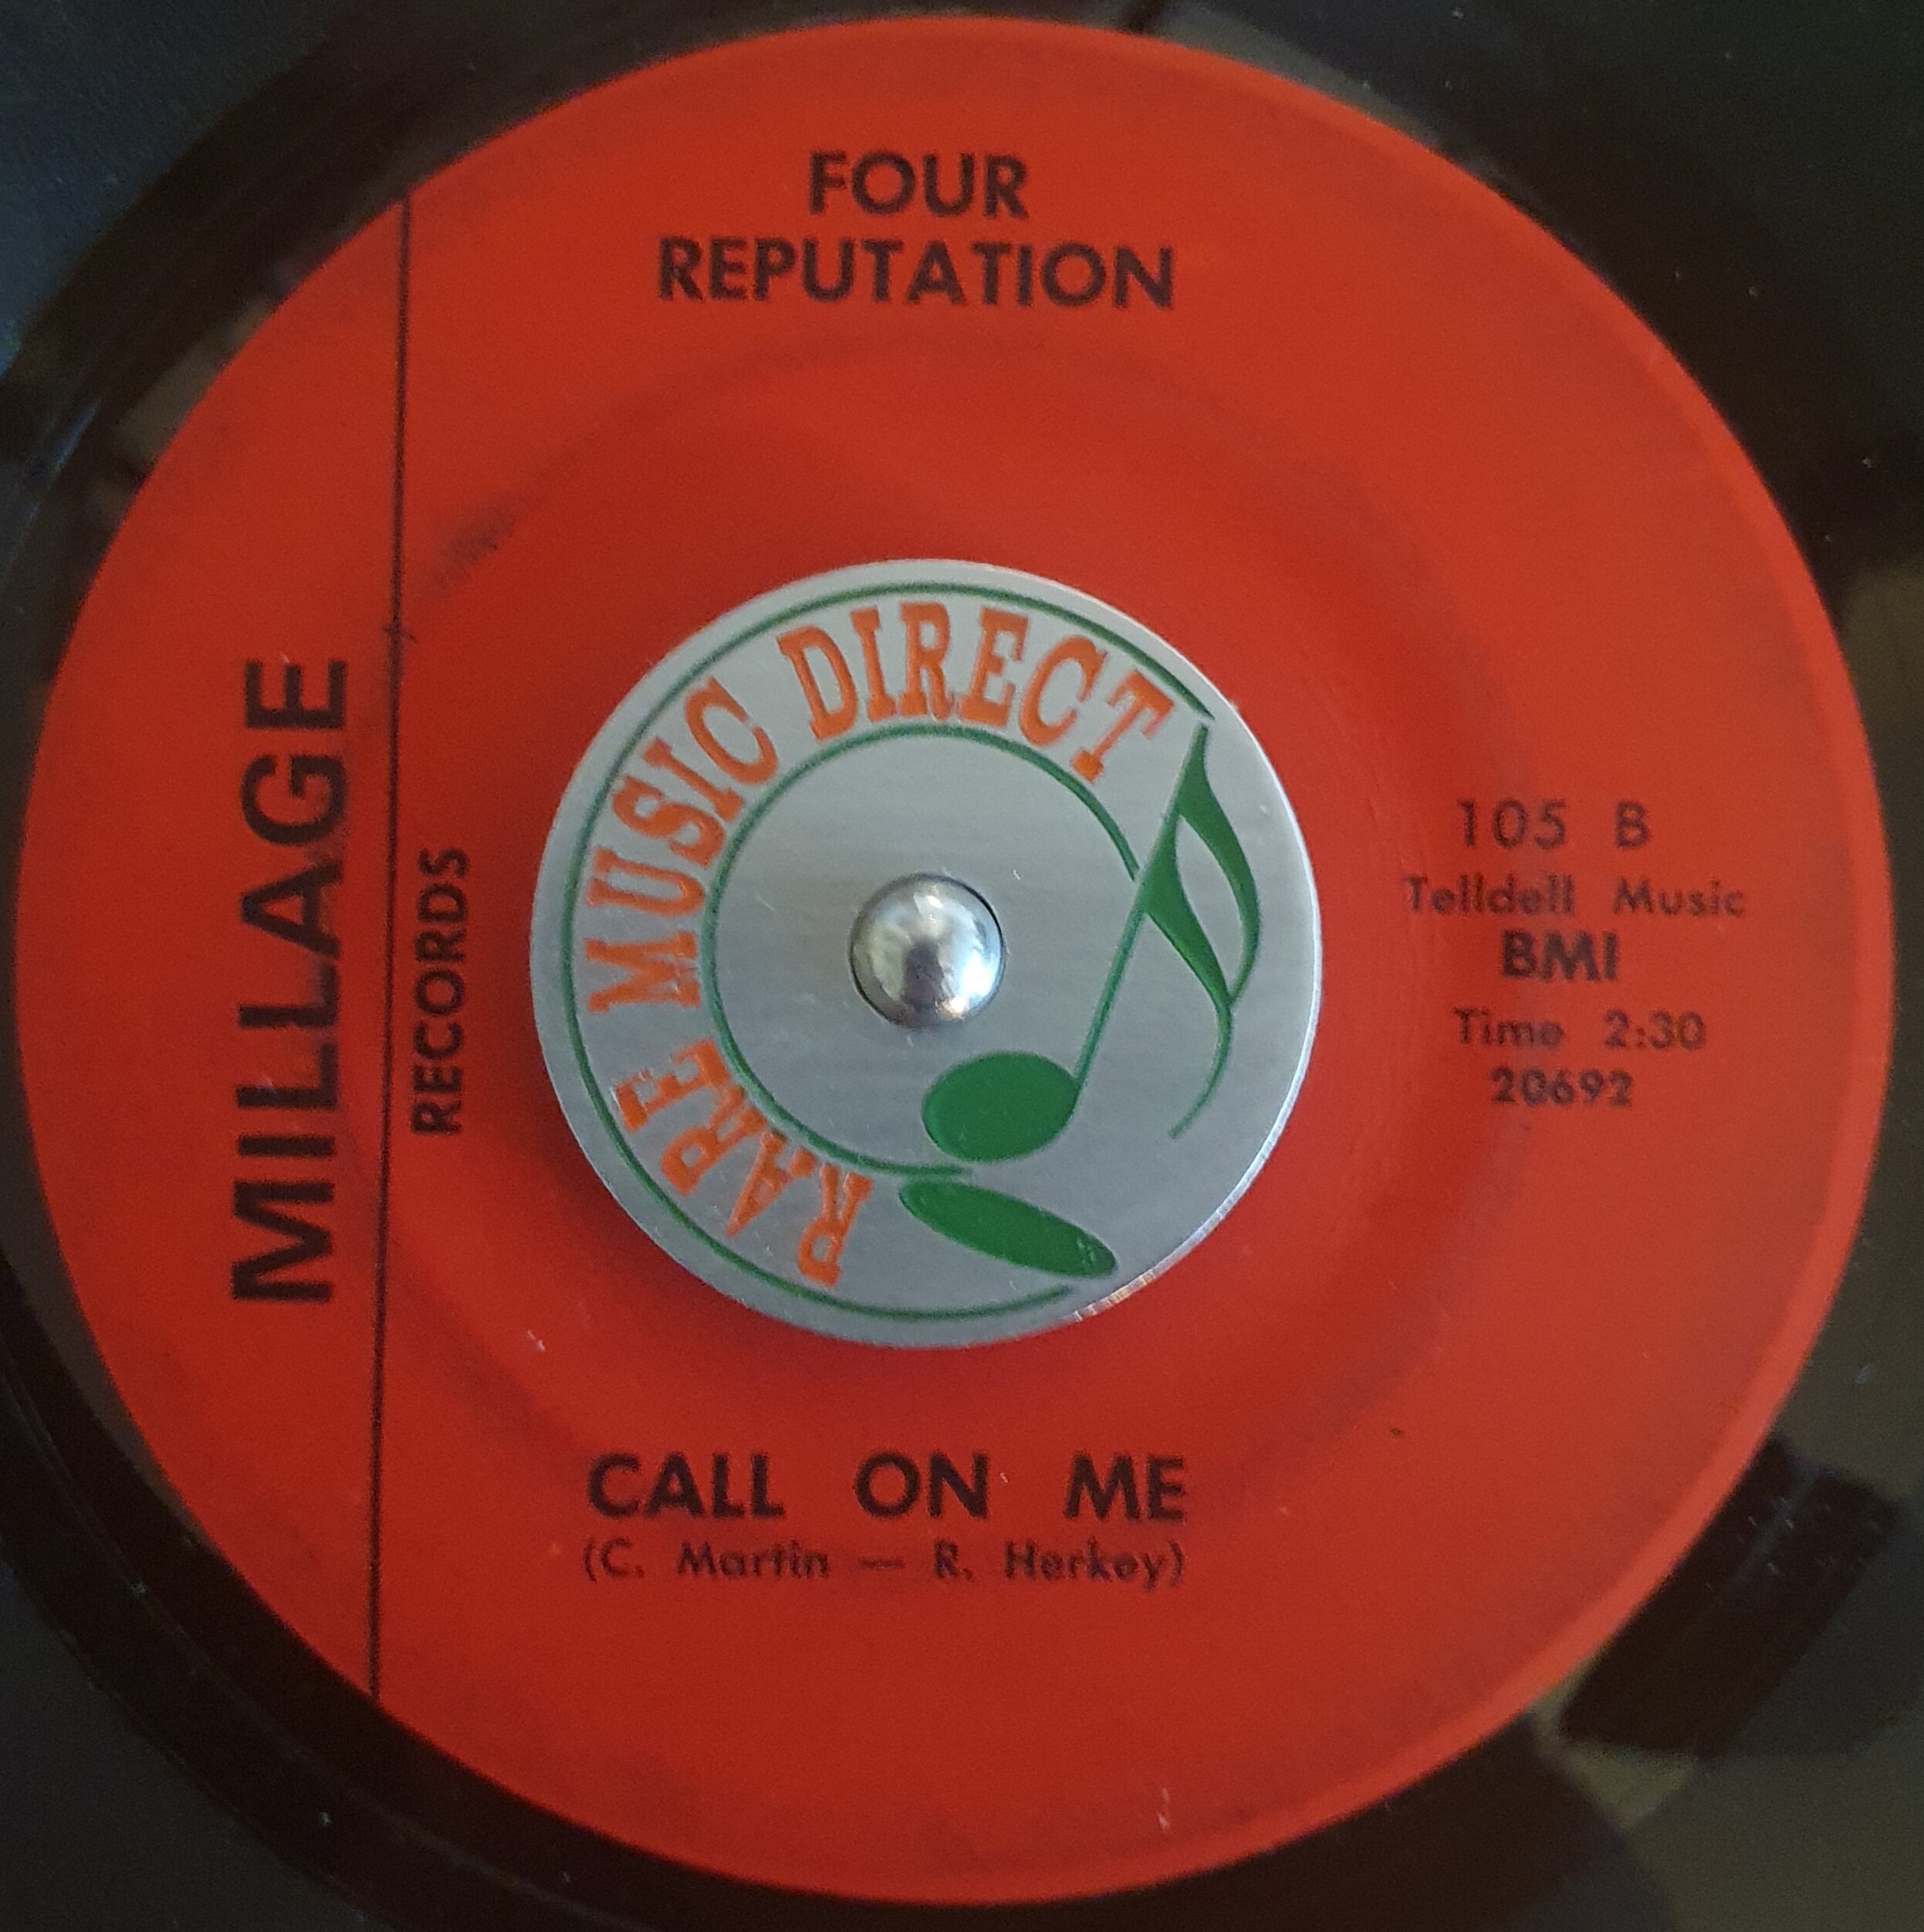 FOUR
REPUTATION
MILLAGE
RECORDS
RARE MUSIC DIRECT
105 B
Telldell Music
BMI
Time 2:30
20692
CALL ON ME
(C. Martin — R. Herkey)